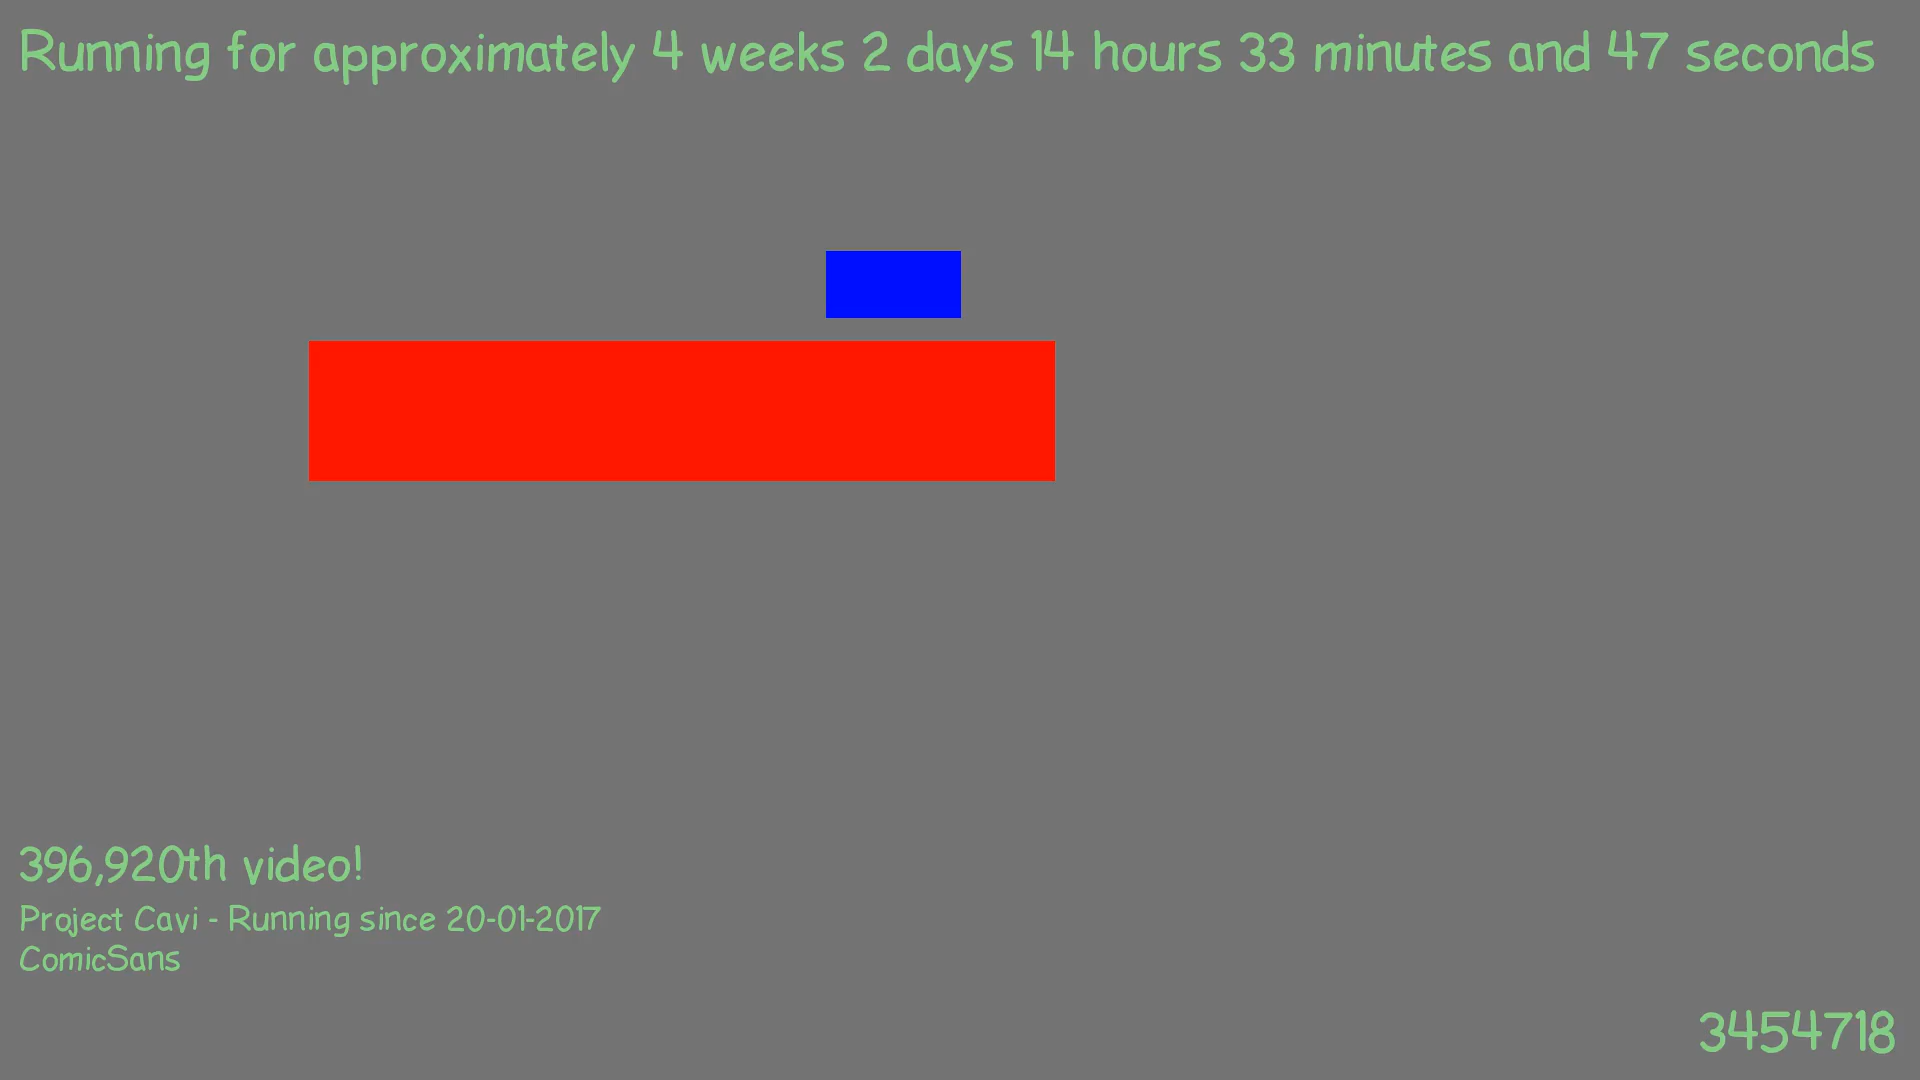 Running for approximately 4 weeks 2 days 14 hours 33 minutes and 47 seconds
396,920th video!
Project Cavi - Running since 20-01-2017
ComicSans
3454718